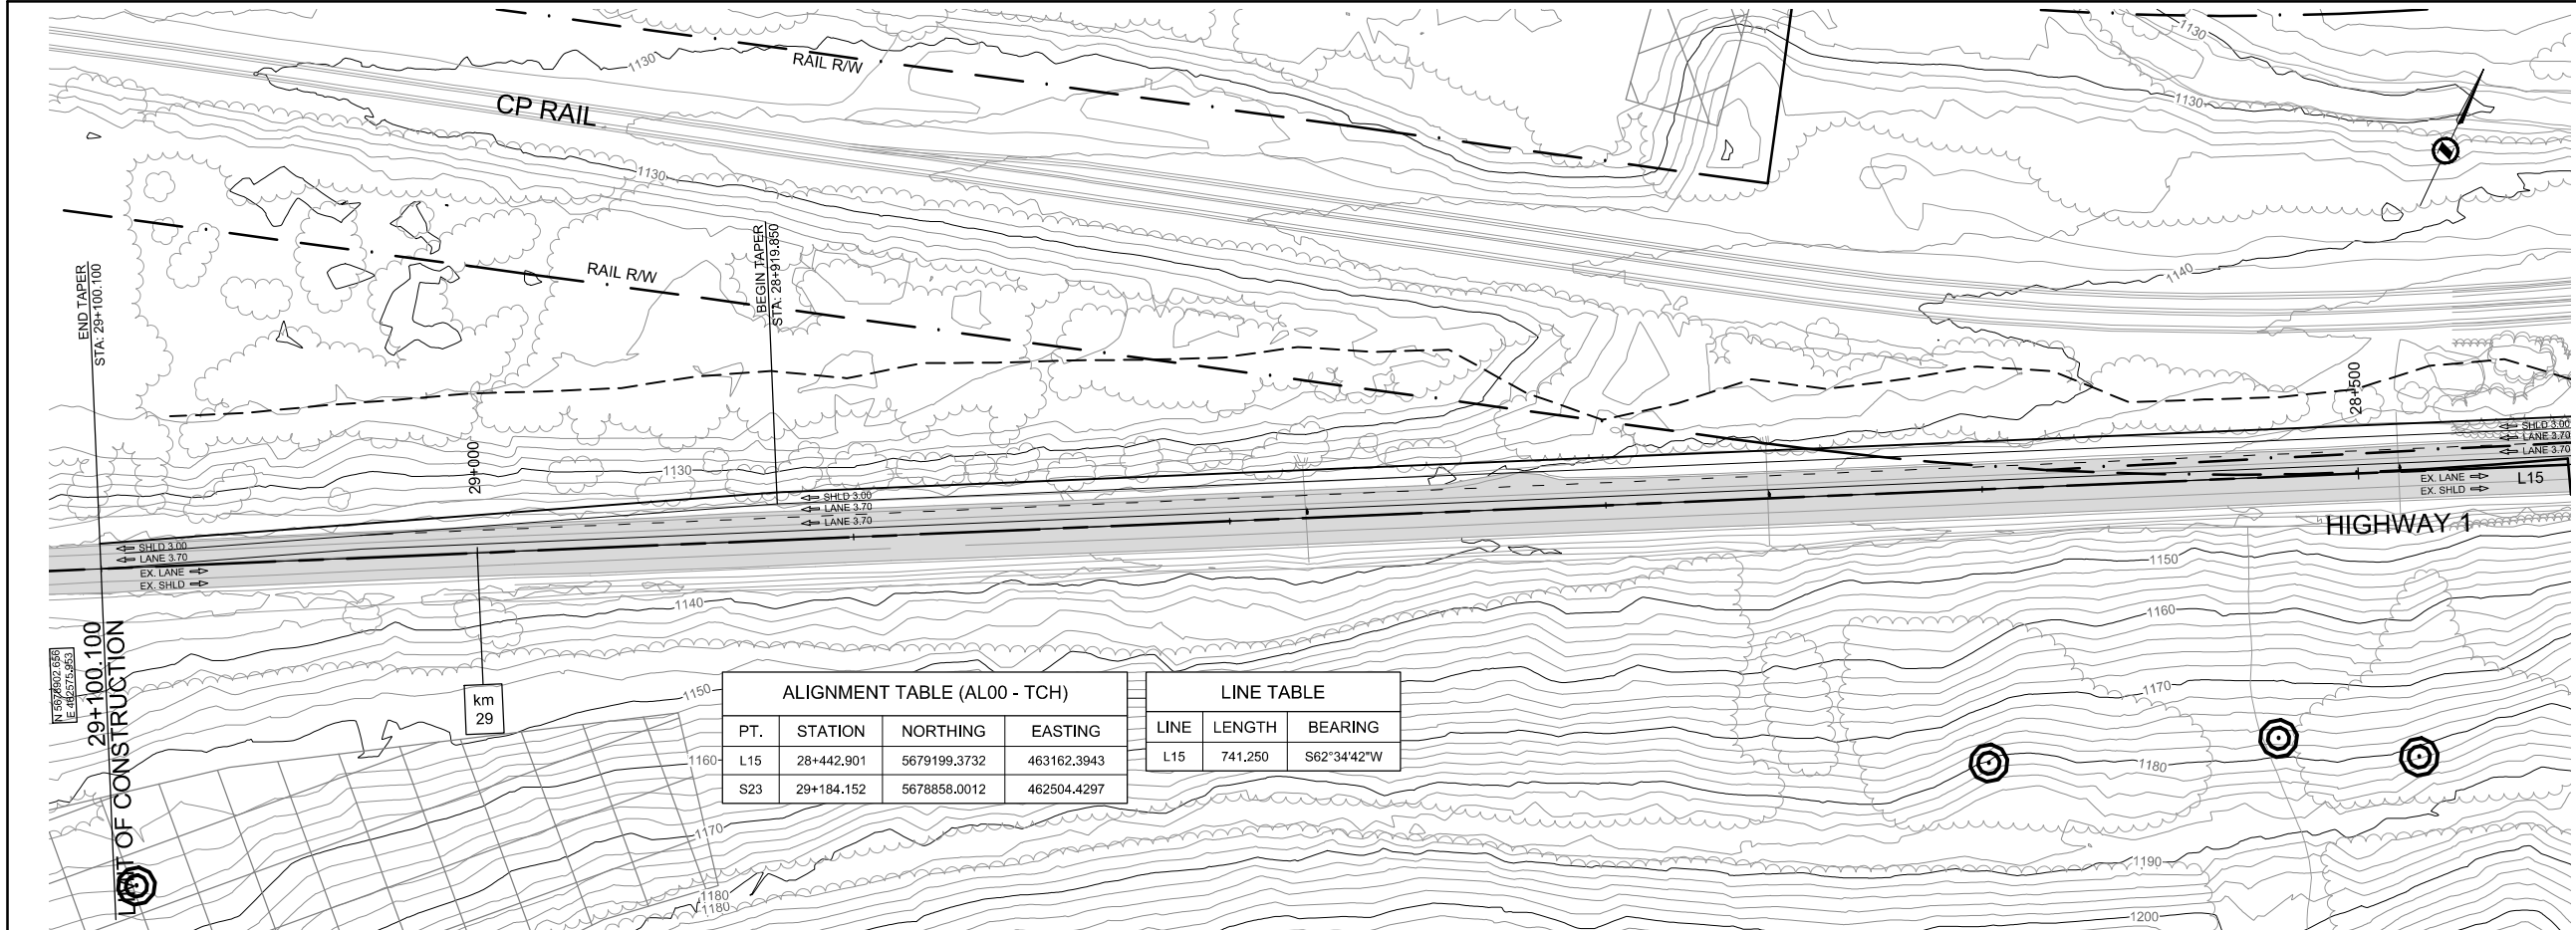 1130
RAIL R/W
CP RAIL
1130
1130
1130
1130
RAIL R/W
END TAPER
STA: 29+100.100
BEGIN TAPER
STA: 28+919.850
1140
28+500
29+000
1130
SHLD 3.00
LANE 3.70
LANE 3.70
SHLD 3.00
LANE 3.70
LANE 3.70
EX. LANE
EX. SHLD
L15
HIGHWAY 1
SHLD 3.00
LANE 3.70
EX. LANE
EX. SHLD
1140
1150
1160
1170
1180
1190
1200
N 5678902.656
E 462575.953
29+100.100
LIMIT OF CONSTRUCTION
km
29
1150
1160
1170
1180
1180
ALIGNMENT TABLE (AL00 - TCH)
PT. STATION NORTHING EASTING
L15 28+442.901 5679199.3732 463162.3943
S23 29+184.152 5678858.0012 462504.4297
LINE TABLE
LINE LENGTH BEARING
L15 741.250 S62°34'42"W